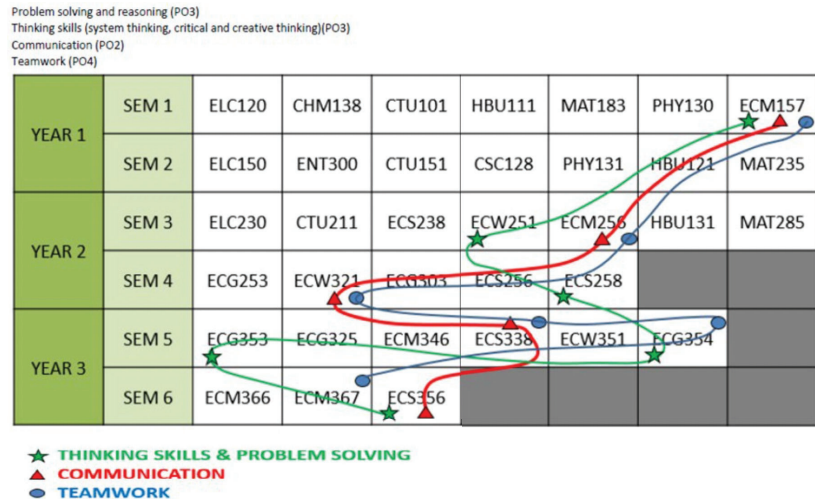 Problem solving and reasoning (PO3)
Thinking skills (system thinking, critical and creative thinking)(PO3)
Communication (PO2)
Teamwork (PO4)
YEAR 1
SEM 1 ELC120 CHM138 CTU101 HBU111 MAT183 PHY130 ECM157
SEM 2 ELC150 ENT300 CTU151 CSC128 PHY131 HBU121 MAT235
YEAR 2
SEM 3 ELC230 CTU211 ECS238 ECW251 ECM256 HBU131 MAT285
SEM 4 ECG253 ECW321 ECG303 ECS256 ECS258
YEAR 3
SEM 5 ECG353 ECG325 ECM346 ECS338 ECW351 ECG354
SEM 6 ECM366 ECM367 ECS356
THINKING SKILLS & PROBLEM SOLVING
COMMUNICATION
TEAMWORK